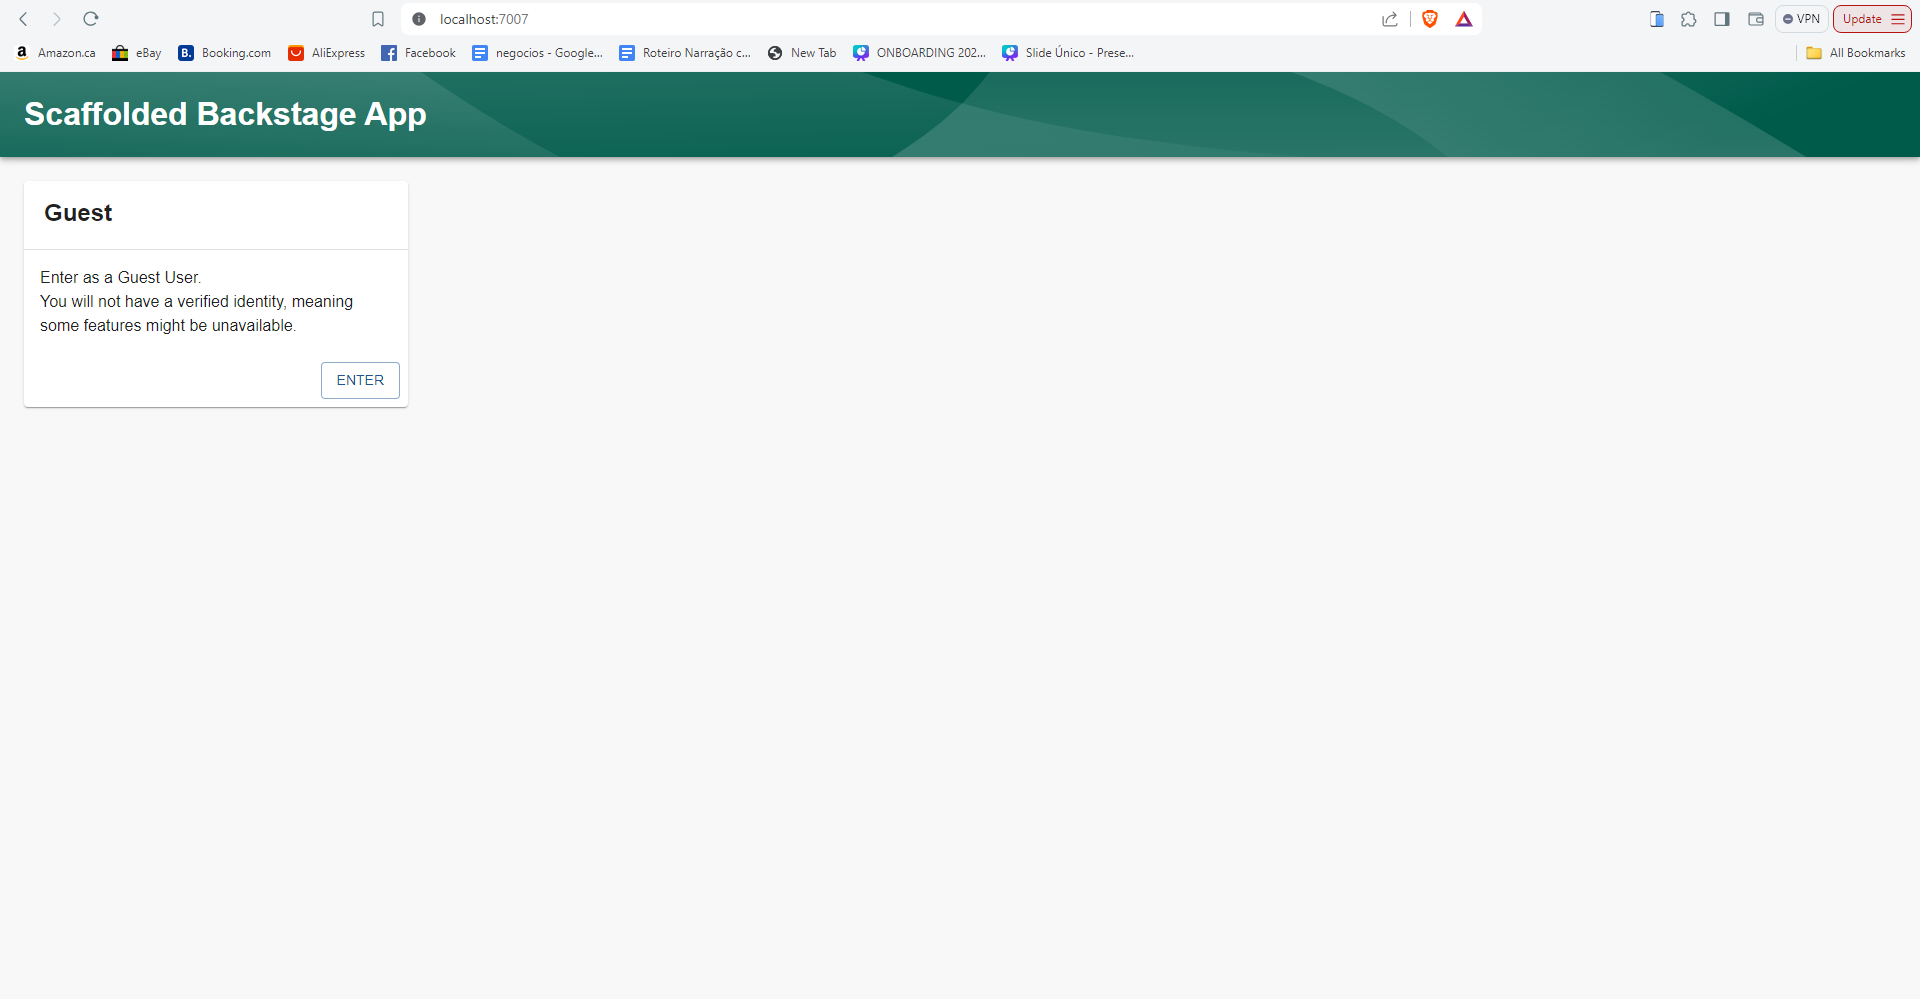 localhost:7007
VPN
Update
Amazon.ca
eBay
B. Booking.com
AliExpress
Facebook
negocios - Google...
Roteiro Narração c...
New Tab
ONBOARDING 202...
Slide Único - Prese...
All Bookmarks
Scaffolded Backstage App
Guest
Enter as a Guest User.
You will not have a verified identity, meaning
some features might be unavailable.
ENTER